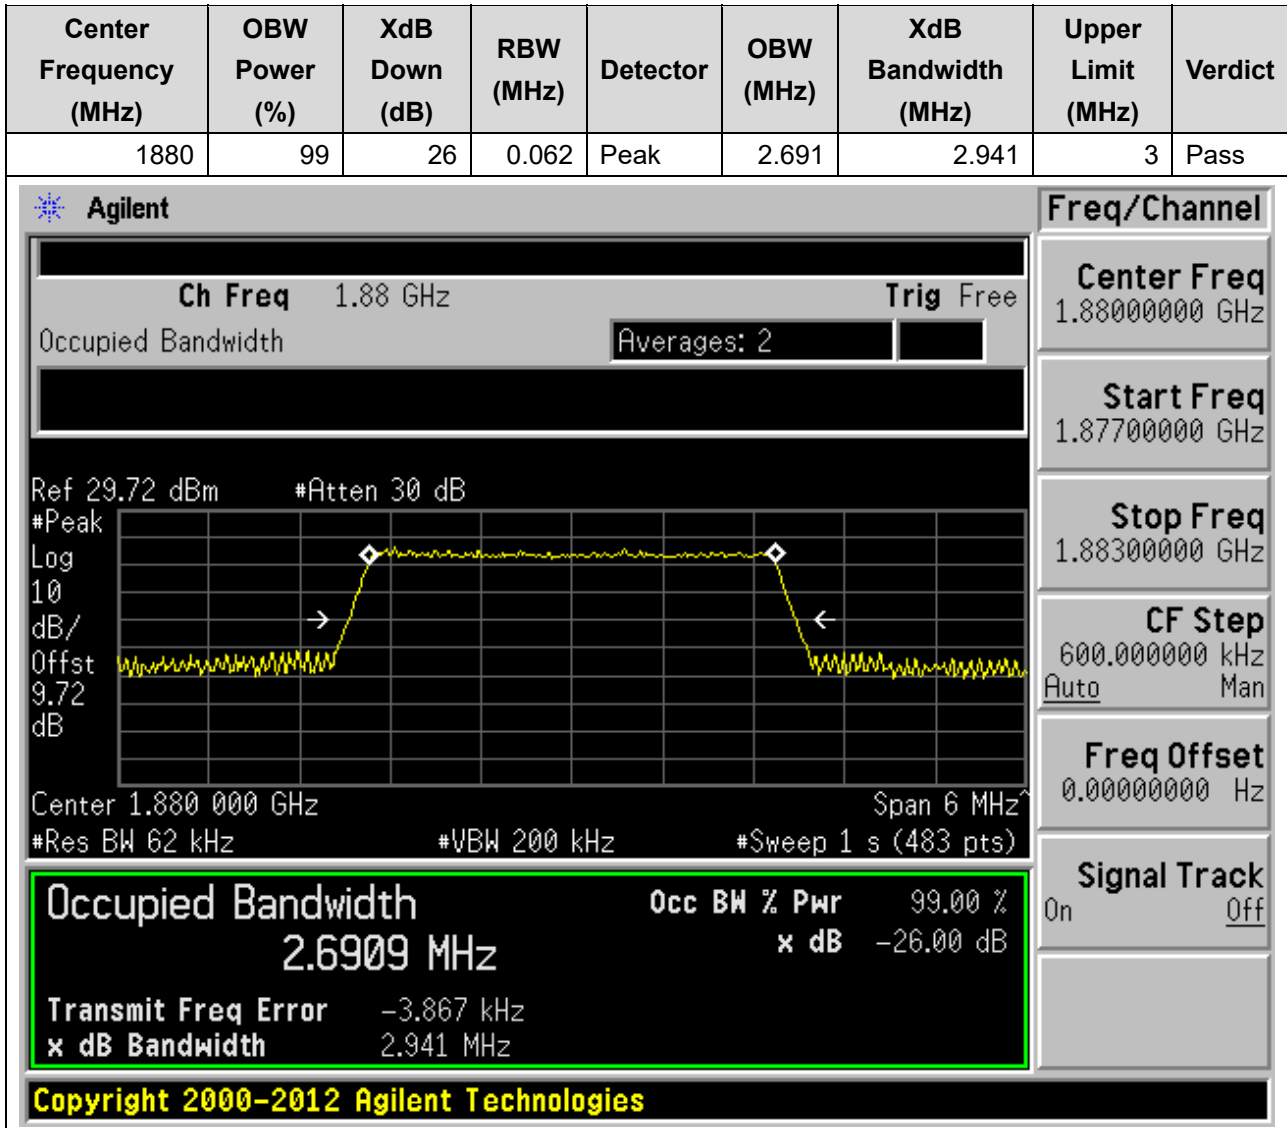 Center Frequency (MHz) OBW Power (%) XdB Down (dB) RBW (MHz) Detector OBW (MHz) XdB Bandwidth (MHz) Upper Limit (MHz) Verdict
1880 99 26 0.062 Peak 2.691 2.941 3 Pass
Agilent
Freq/Channel
Ch Freq 1.88 GHz Trig Free
Occupied Bandwidth Averages: 2
Center Freq
1.88000000 GHz
Start Freq
1.87700000 GHz
Stop Freq
1.88300000 GHz
CF Step
600.000000 kHz
Auto Man
Freq Offset
0.00000000 Hz
Signal Track
On Off
Ref 29.72 dBm #Atten 30 dB
#Peak
Log
10
dB/
Offst
9.72
dB
Center 1.880 000 GHz Span 6 MHz^
#Res BW 62 kHz #VBW 200 kHz #Sweep 1 s (483 pts)
Occupied Bandwidth Occ BW % Pwr 99.00 %
2.6909 MHz x dB -26.00 dB
Transmit Freq Error -3.867 kHz
x dB Bandwidth 2.941 MHz
Copyright 2000-2012 Agilent Technologies